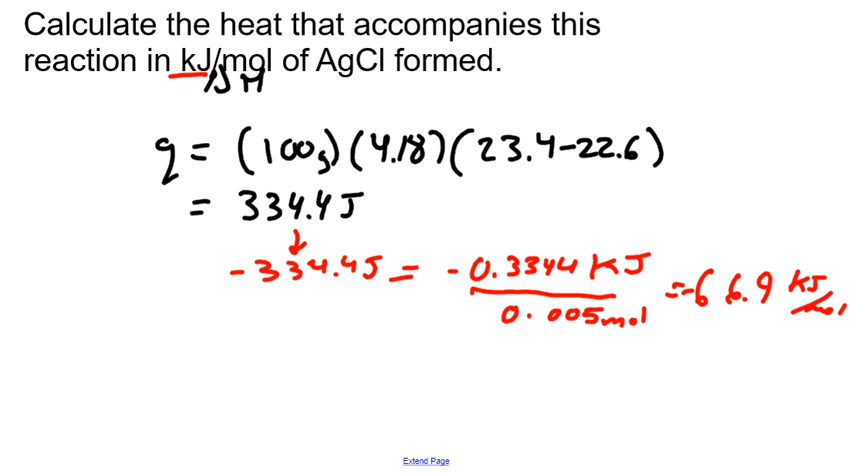 Calculate the heat that accompanies this
reaction in kJ/mol of AgCl formed.
ΔH
q = (100g)(4.18)(23.4-22.6)
= 334.4J
↓
-334.4J = -0.3344 KJ / 0.005mol = -66.9 KJ/mol
Extend Page